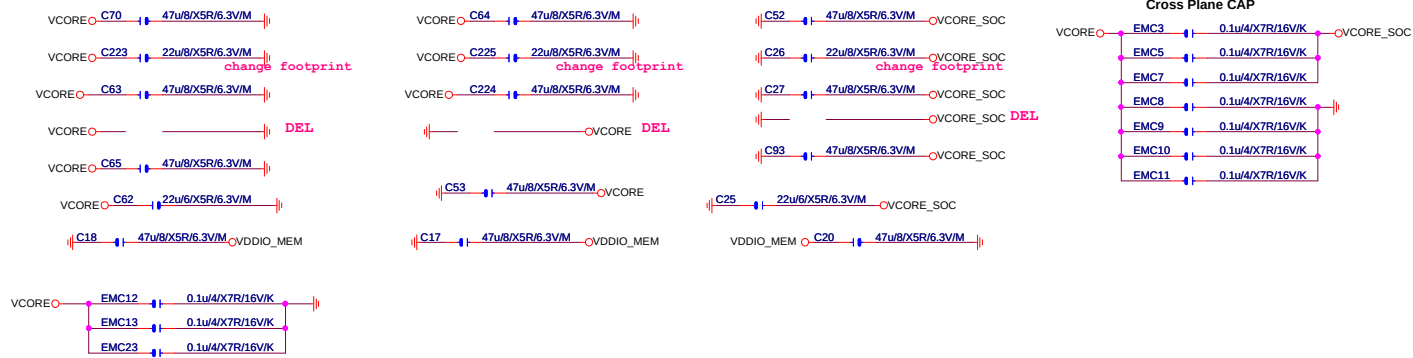 Cross Plane CAP
VCORE C70 47u/8/X5R/6.3V/M
VCORE C64 47u/8/X5R/6.3V/M
C52 47u/8/X5R/6.3V/M VCORE_SOC
VCORE EMC3 0.1u/4/X7R/16V/K VCORE_SOC
VCORE C223 22u/8/X5R/6.3V/M
change footprint
VCORE C225 22u/8/X5R/6.3V/M
change footprint
C26 22u/8/X5R/6.3V/M VCORE_SOC
change footprint
EMC5 0.1u/4/X7R/16V/K
EMC7 0.1u/4/X7R/16V/K
VCORE C63 47u/8/X5R/6.3V/M
VCORE C224 47u/8/X5R/6.3V/M
C27 47u/8/X5R/6.3V/M VCORE_SOC
EMC8 0.1u/4/X7R/16V/K
VCORE DEL
VCORE DEL
VCORE_SOC DEL
EMC9 0.1u/4/X7R/16V/K
VCORE C65 47u/8/X5R/6.3V/M
C93 47u/8/X5R/6.3V/M VCORE_SOC
EMC10 0.1u/4/X7R/16V/K
EMC11 0.1u/4/X7R/16V/K
VCORE C62 22u/6/X5R/6.3V/M
C53 47u/8/X5R/6.3V/M VCORE
C25 22u/6/X5R/6.3V/M VCORE_SOC
C18 47u/8/X5R/6.3V/M VDDIO_MEM
C17 47u/8/X5R/6.3V/M VDDIO_MEM
VDDIO_MEM C20 47u/8/X5R/6.3V/M
VCORE EMC12 0.1u/4/X7R/16V/K
EMC13 0.1u/4/X7R/16V/K
EMC23 0.1u/4/X7R/16V/K